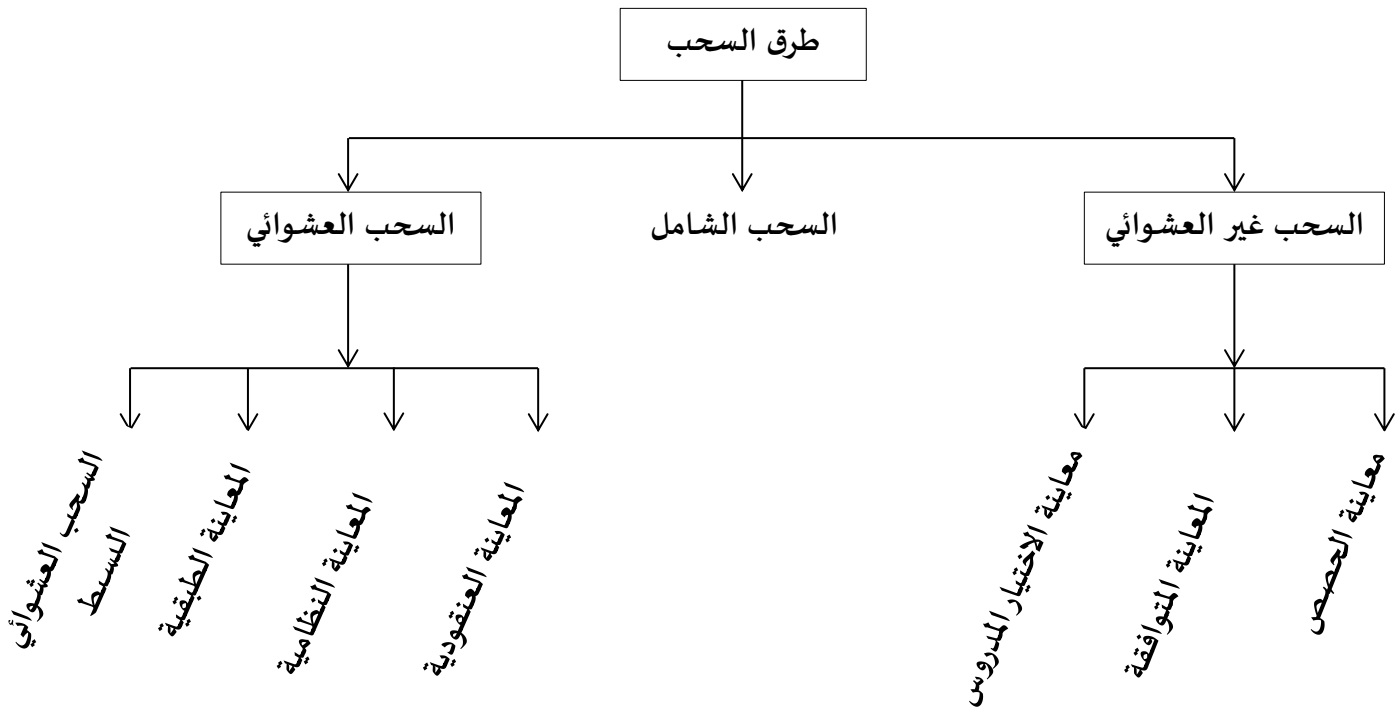 طرق السحب
السحب غير العشوائي
السحب الشامل
السحب العشوائي
معاينة الحصص
المعاينة المتوافقة
معاينة الاختيار المدروس
المعاينة العنقودية
المعاينة النظامية
المعاينة الطبقية
السحب العشوائي
البسيط